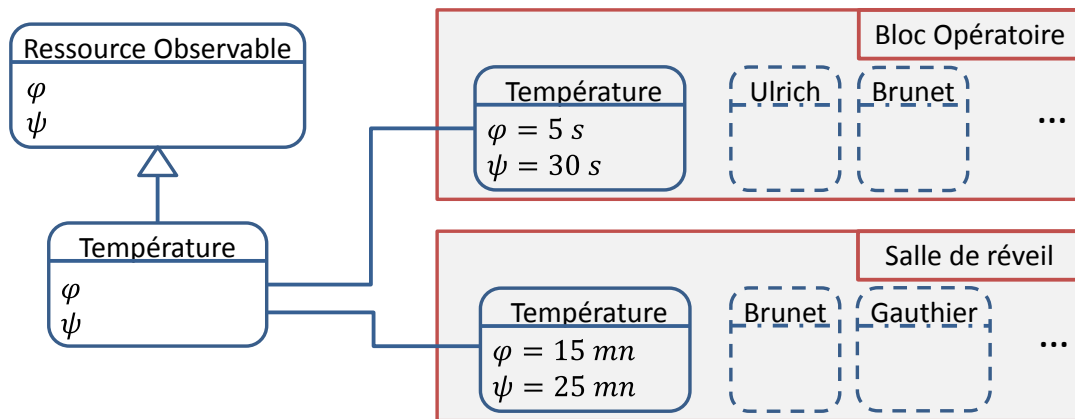 Ressource Observable
φ
ψ
Température
φ
ψ
Bloc Opératoire
Température
φ = 5 s
ψ = 30 s
Ulrich
Brunet
...
Salle de réveil
Température
φ = 15 mn
ψ = 25 mn
Brunet
Gauthier
...